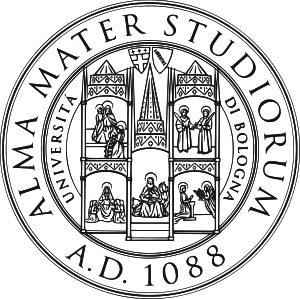 ALMA MATER STUDIORUM
UNIVERSITÀ
DI BOLOGNA
A.D. 1088